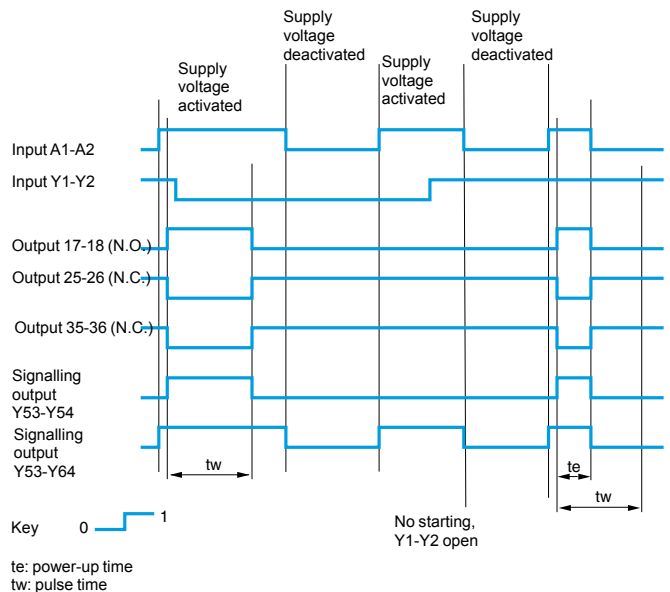 Supply
voltage
activated
Supply
voltage
deactivated
Supply
voltage
activated
Supply
voltage
deactivated
Input A1-A2
Input Y1-Y2
Output 17-18 (N.O.)
Output 25-26 (N.C.)
Output 35-36 (N.C.)
Signalling
output
Y53-Y54
Signalling
output
Y53-Y64
tw
te
tw
Key 0 1
No starting,
Y1-Y2 open
te: power-up time
tw: pulse time